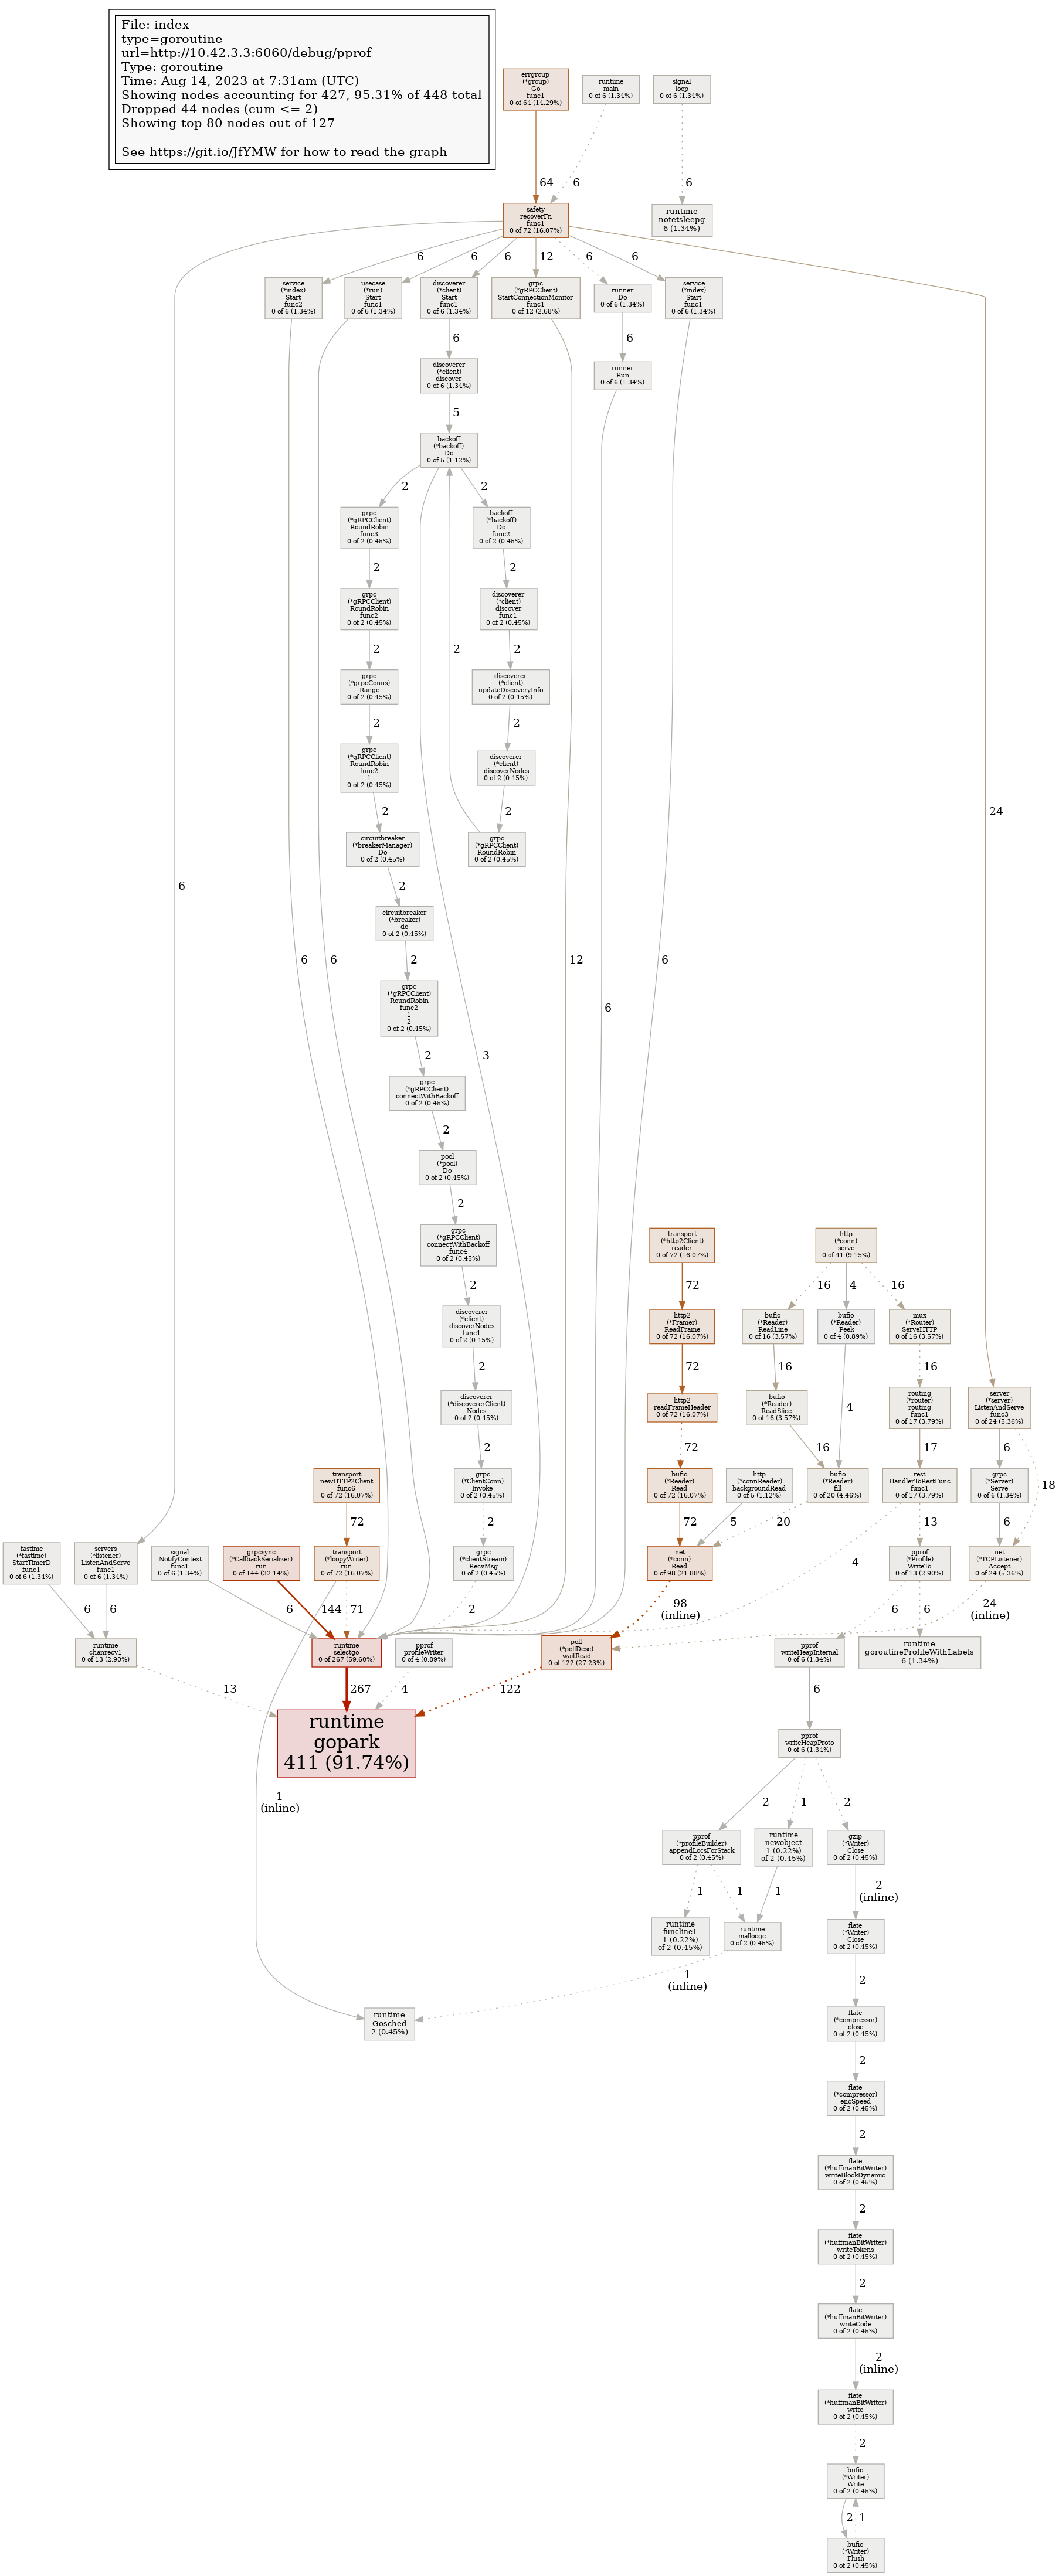 File: index
type=goroutine
url=http://10.42.3.3:6060/debug/pprof
Type: goroutine
Time: Aug 14, 2023 at 7:31am (UTC)
Showing nodes accounting for 427, 95.31% of 448 total
Dropped 44 nodes (cum <= 2)
Showing top 80 nodes out of 127
See https://git.io/JfYMW for how to read the graph
errgroup
(*group)
Go
func1
0 of 64 (14.29%)
runtime
main
0 of 6 (1.34%)
signal
loop
0 of 6 (1.34%)
64
6
6
safety
recoverFn
func1
0 of 72 (16.07%)
runtime
notetsleepg
6 (1.34%)
6
6
6
12
6
6
service
(*index)
Start
func2
0 of 6 (1.34%)
usecase
(*run)
Start
func1
0 of 6 (1.34%)
discoverer
(*client)
Start
func1
0 of 6 (1.34%)
grpc
(*gRPCClient)
StartConnectionMonitor
func1
0 of 12 (2.68%)
runner
Do
0 of 6 (1.34%)
service
(*index)
Start
func1
0 of 6 (1.34%)
6
6
discoverer
(*client)
discover
0 of 6 (1.34%)
runner
Run
0 of 6 (1.34%)
5
backoff
(*backoff)
Do
0 of 5 (1.12%)
2
2
grpc
(*gRPCClient)
RoundRobin
func3
0 of 2 (0.45%)
backoff
(*backoff)
Do
func2
0 of 2 (0.45%)
2
2
grpc
(*gRPCClient)
RoundRobin
func2
0 of 2 (0.45%)
discoverer
(*client)
discover
func1
0 of 2 (0.45%)
2
2
2
grpc
(*grpcConns)
Range
0 of 2 (0.45%)
discoverer
(*client)
updateDiscoveryInfo
0 of 2 (0.45%)
2
2
grpc
(*gRPCClient)
RoundRobin
func2
1
0 of 2 (0.45%)
discoverer
(*client)
discoverNodes
0 of 2 (0.45%)
2
2
24
circuitbreaker
(*breakerManager)
Do
0 of 2 (0.45%)
grpc
(*gRPCClient)
RoundRobin
0 of 2 (0.45%)
6
2
circuitbreaker
(*breaker)
do
0 of 2 (0.45%)
6
6
2
12
6
grpc
(*gRPCClient)
RoundRobin
func2
1
2
0 of 2 (0.45%)
6
2
3
grpc
(*gRPCClient)
connectWithBackoff
0 of 2 (0.45%)
2
pool
(*pool)
Do
0 of 2 (0.45%)
2
grpc
(*gRPCClient)
connectWithBackoff
func4
0 of 2 (0.45%)
transport
(*http2Client)
reader
0 of 72 (16.07%)
http
(*conn)
serve
0 of 41 (9.15%)
2
72
16
4
16
discoverer
(*client)
discoverNodes
func1
0 of 2 (0.45%)
http2
(*Framer)
ReadFrame
0 of 72 (16.07%)
bufio
(*Reader)
ReadLine
0 of 16 (3.57%)
bufio
(*Reader)
Peek
0 of 4 (0.89%)
mux
(*Router)
ServeHTTP
0 of 16 (3.57%)
2
72
16
16
discoverer
(*discovererClient)
Nodes
0 of 2 (0.45%)
http2
readFrameHeader
0 of 72 (16.07%)
bufio
(*Reader)
ReadSlice
0 of 16 (3.57%)
4
routing
(*router)
routing
func1
0 of 17 (3.79%)
server
(*server)
ListenAndServe
func3
0 of 24 (5.36%)
2
72
16
17
6
18
transport
newHTTP2Client
func6
0 of 72 (16.07%)
grpc
(*ClientConn)
Invoke
0 of 2 (0.45%)
bufio
(*Reader)
Read
0 of 72 (16.07%)
http
(*connReader)
backgroundRead
0 of 5 (1.12%)
bufio
(*Reader)
fill
0 of 20 (4.46%)
rest
HandlerToRestFunc
func1
0 of 17 (3.79%)
grpc
(*Server)
Serve
0 of 6 (1.34%)
72
2
72
5
20
13
6
fastime
(*fastime)
StartTimerD
func1
0 of 6 (1.34%)
servers
(*listener)
ListenAndServe
func1
0 of 6 (1.34%)
signal
NotifyContext
func1
0 of 6 (1.34%)
grpcsync
(*CallbackSerializer)
run
0 of 144 (32.14%)
transport
(*loopyWriter)
run
0 of 72 (16.07%)
grpc
(*clientStream)
RecvMsg
0 of 2 (0.45%)
net
(*conn)
Read
0 of 98 (21.88%)
4
pprof
(*Profile)
WriteTo
0 of 13 (2.90%)
net
(*TCPListener)
Accept
0 of 24 (5.36%)
6
6
6
144
71
2
98
(inline)
6
6
24
(inline)
runtime
chanrecv1
0 of 13 (2.90%)
runtime
selectgo
0 of 267 (59.60%)
pprof
profileWriter
0 of 4 (0.89%)
poll
(*pollDesc)
waitRead
0 of 122 (27.23%)
pprof
writeHeapInternal
0 of 6 (1.34%)
runtime
goroutineProfileWithLabels
6 (1.34%)
13
267
4
122
6
runtime
gopark
411 (91.74%)
pprof
writeHeapProto
0 of 6 (1.34%)
1
(inline)
2
1
2
pprof
(*profileBuilder)
appendLocsForStack
0 of 2 (0.45%)
runtime
newobject
1 (0.22%)
of 2 (0.45%)
gzip
(*Writer)
Close
0 of 2 (0.45%)
1
1
1
2
(inline)
runtime
funcline1
1 (0.22%)
of 2 (0.45%)
runtime
mallocgc
0 of 2 (0.45%)
flate
(*Writer)
Close
0 of 2 (0.45%)
1
(inline)
2
runtime
Gosched
2 (0.45%)
flate
(*compressor)
close
0 of 2 (0.45%)
2
flate
(*compressor)
encSpeed
0 of 2 (0.45%)
2
flate
(*huffmanBitWriter)
writeBlockDynamic
0 of 2 (0.45%)
2
flate
(*huffmanBitWriter)
writeTokens
0 of 2 (0.45%)
2
flate
(*huffmanBitWriter)
writeCode
0 of 2 (0.45%)
2
(inline)
flate
(*huffmanBitWriter)
write
0 of 2 (0.45%)
2
bufio
(*Writer)
Write
0 of 2 (0.45%)
2
1
bufio
(*Writer)
Flush
0 of 2 (0.45%)